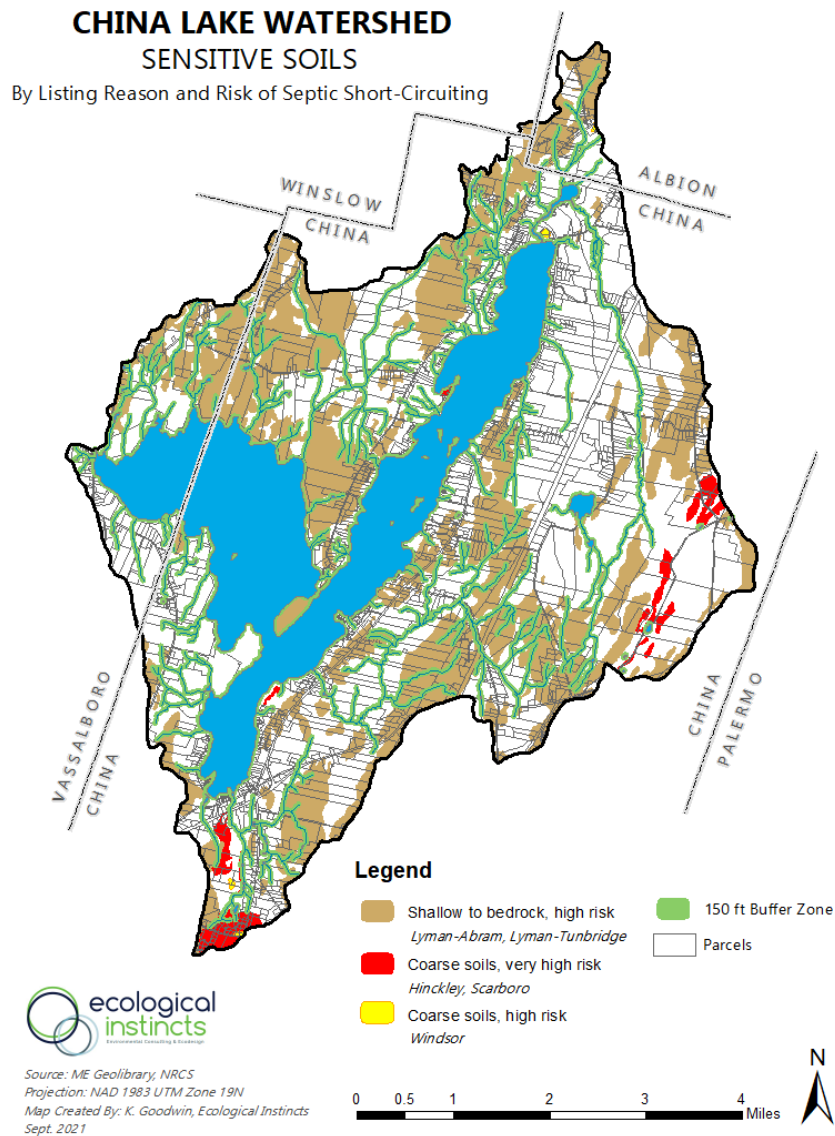 CHINA LAKE WATERSHED
SENSITIVE SOILS
By Listing Reason and Risk of Septic Short-Circuiting
WINSLOW
CHINA
ALBION
CHINA
VASSALBORO
CHINA
CHINA
PALERMO
Legend
Shallow to bedrock, high risk
Lyman-Abram, Lyman-Tunbridge
Coarse soils, very high risk
Hinckley, Scarboro
Coarse soils, high risk
Windsor
150 ft Buffer Zone
Parcels
ecological
instincts
Environmental Consulting & Ecodesign
Source: ME Geolibrary, NRCS
Projection: NAD 1983 UTM Zone 19N
Map Created By: K. Goodwin, Ecological Instincts
Sept. 2021
0 0.5 1 2 3 4
Miles
N